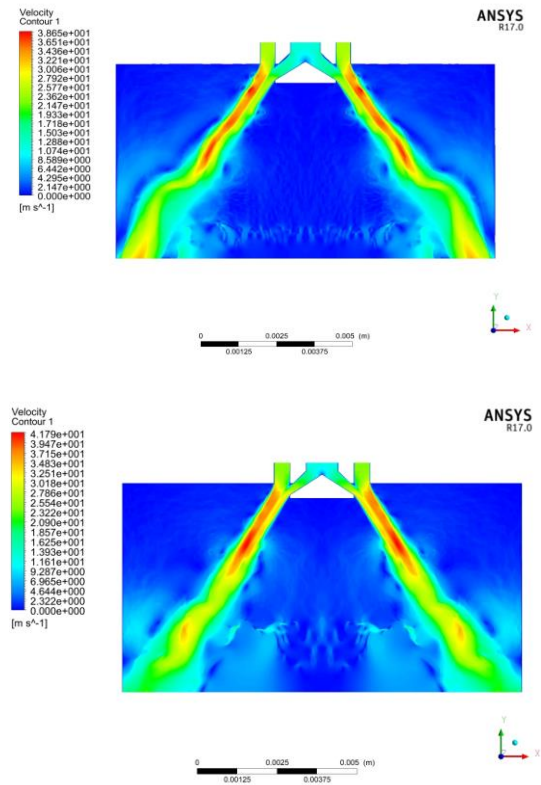 Velocity
Contour 1
3.865e+001
3.651e+001
3.436e+001
3.221e+001
3.006e+001
2.792e+001
2.577e+001
2.362e+001
2.147e+001
1.933e+001
1.718e+001
1.503e+001
1.288e+001
1.074e+001
8.589e+000
6.442e+000
4.295e+000
2.147e+000
0.000e+000
[m s^-1]
ANSYS
R17.0
0 0.0025 0.005 (m)
0.00125 0.00375
Y
Z X
Velocity
Contour 1
4.179e+001
3.947e+001
3.715e+001
3.483e+001
3.251e+001
3.018e+001
2.786e+001
2.554e+001
2.322e+001
2.090e+001
1.857e+001
1.625e+001
1.393e+001
1.161e+001
9.287e+000
6.965e+000
4.644e+000
2.322e+000
0.000e+000
[m s^-1]
ANSYS
R17.0
0 0.0025 0.005 (m)
0.00125 0.00375
Y
Z X